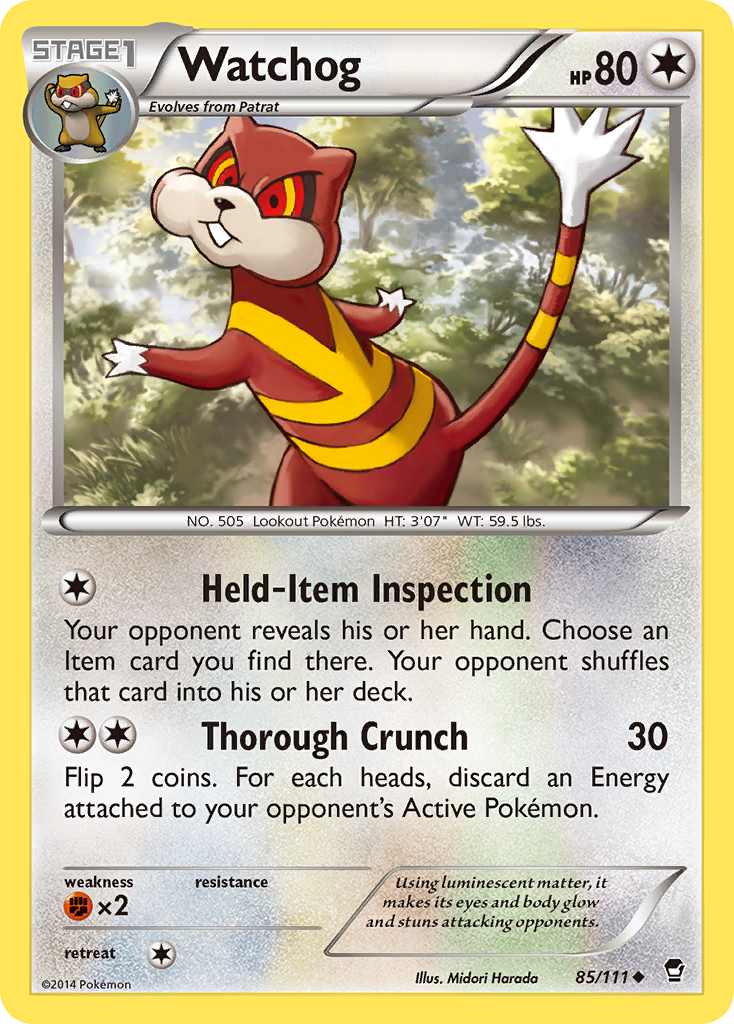 STAGE1
Watchog
HP 80
Evolves from Patrat
NO. 505 Lookout Pokémon HT: 3'07" WT: 59.5 lbs.
Held-Item Inspection
Your opponent reveals his or her hand. Choose an
Item card you find there. Your opponent shuffles
that card into his or her deck.
Thorough Crunch 30
Flip 2 coins. For each heads, discard an Energy
attached to your opponent's Active Pokémon.
weakness resistance
×2
retreat
Using luminescent matter, it
makes its eyes and body glow
and stuns attacking opponents.
Illus. Midori Harada 85/111
©2014 Pokémon